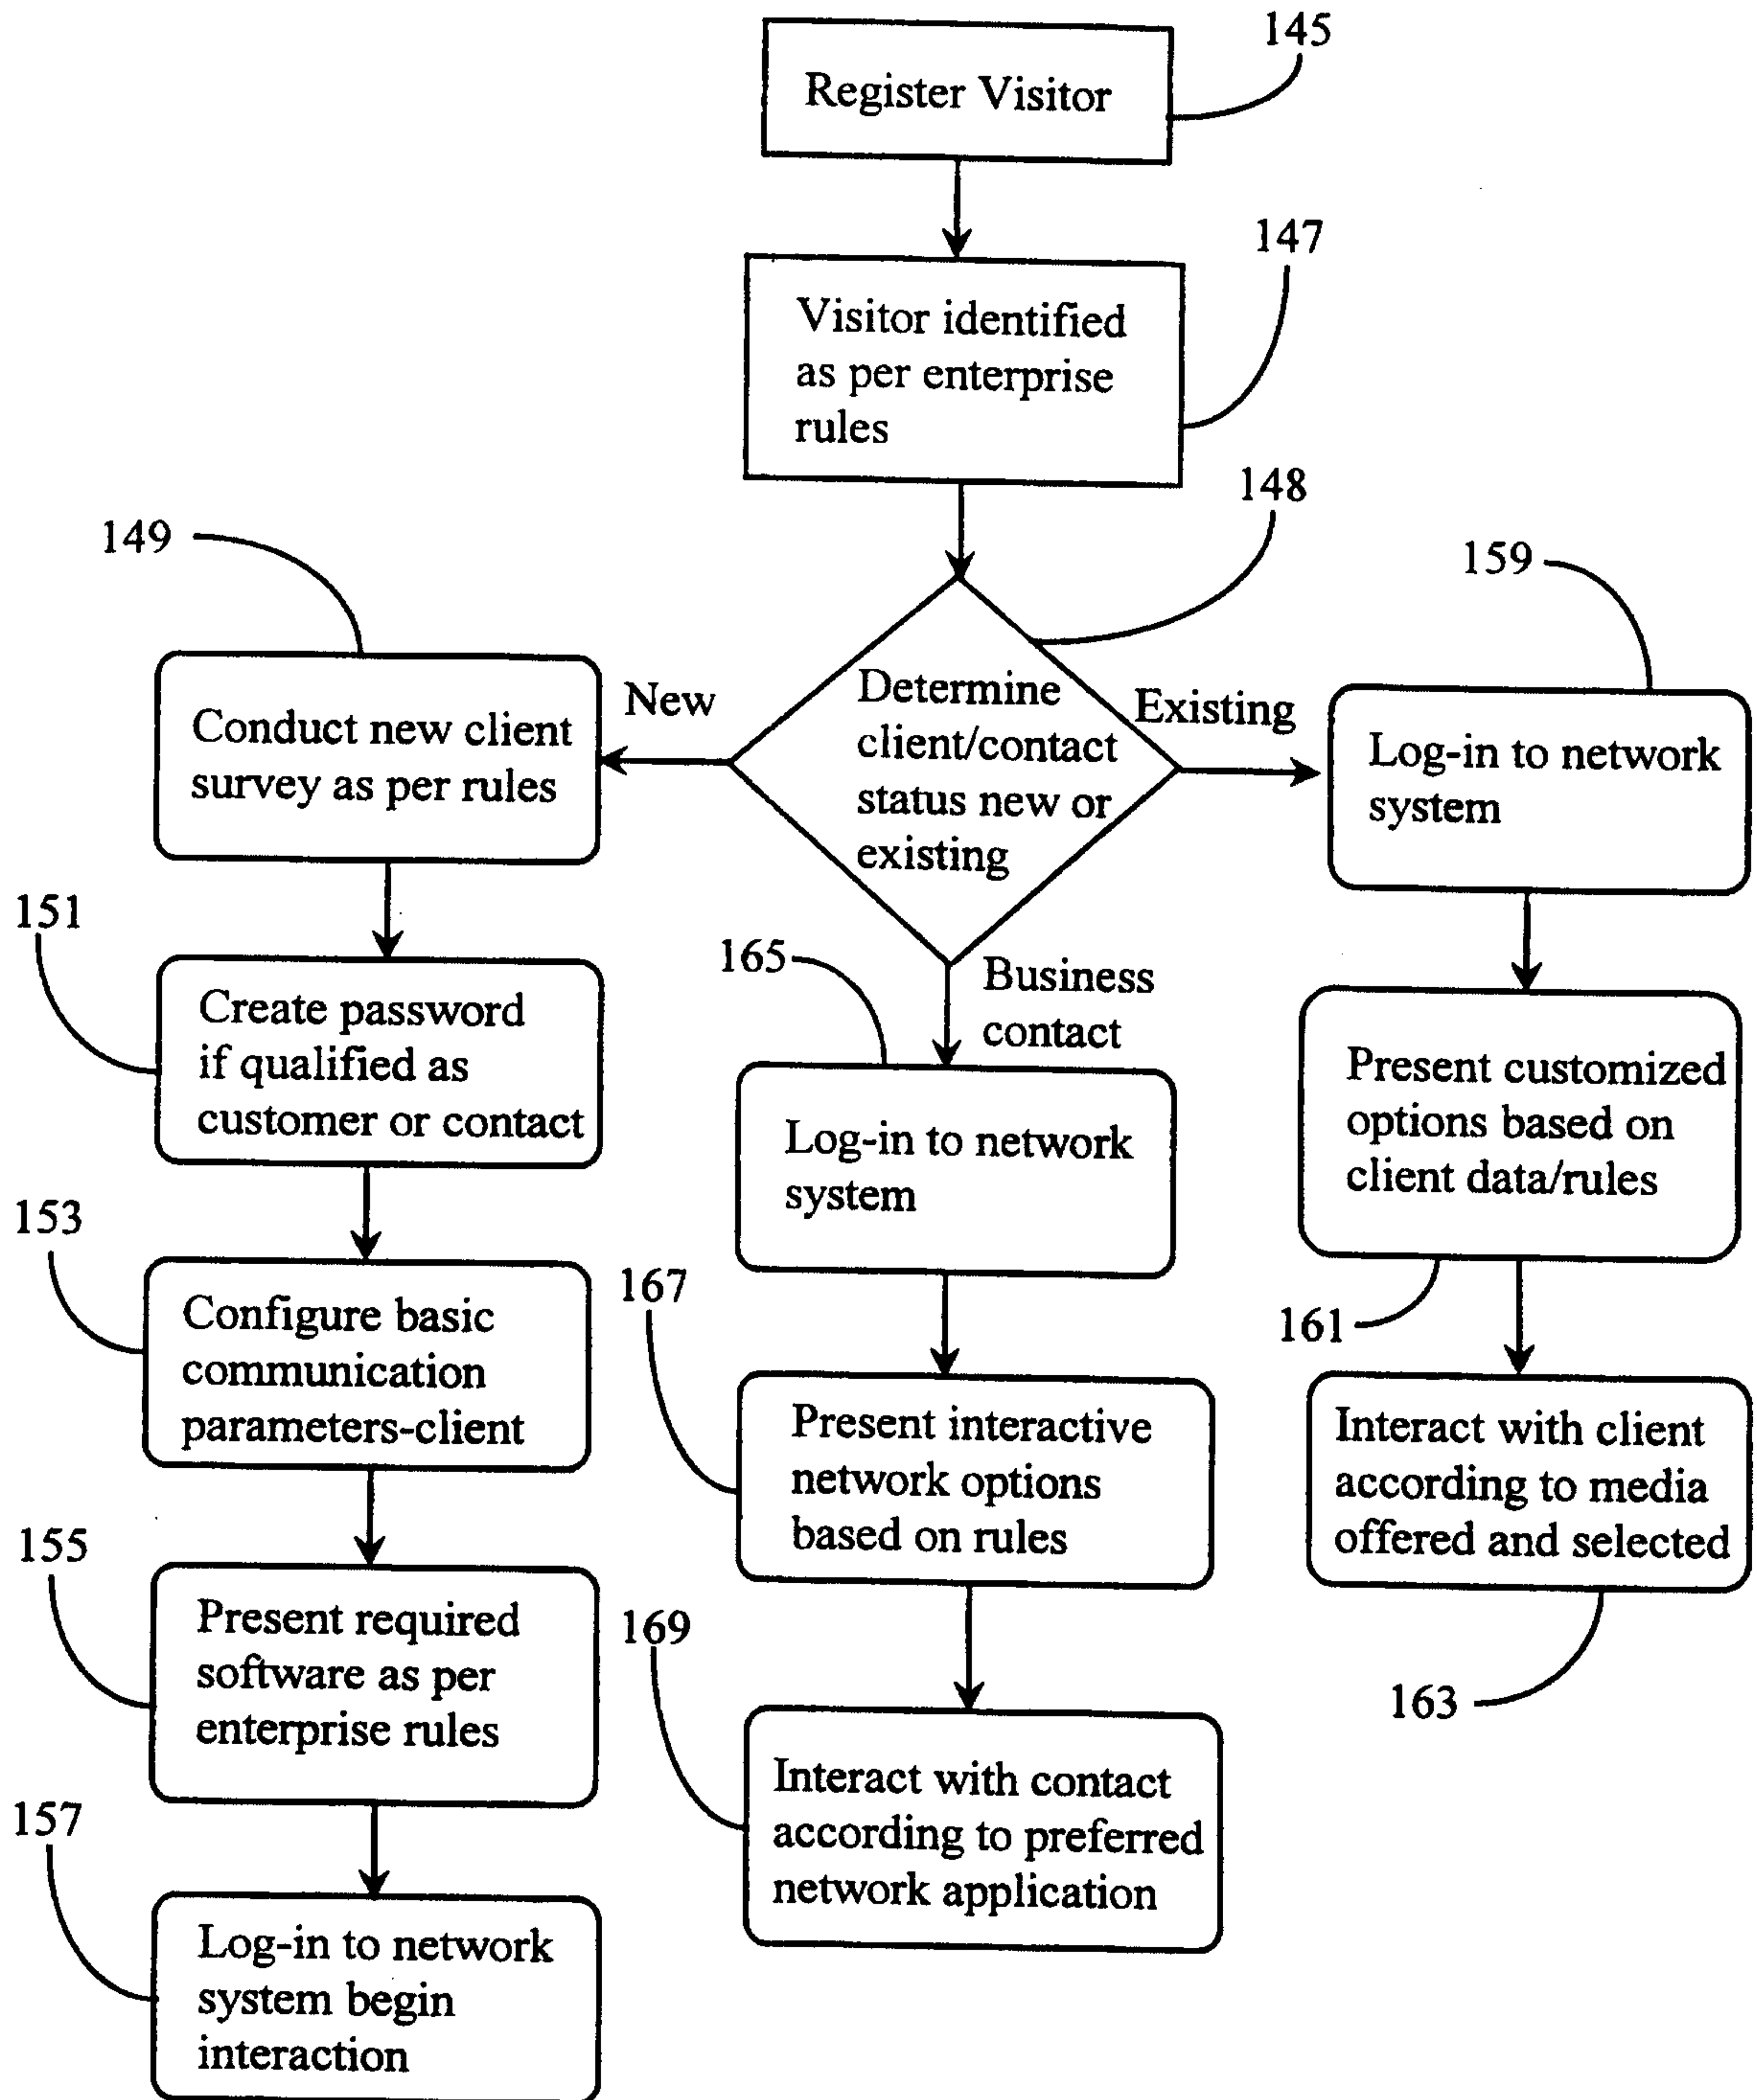 145
Register Visitor
147
Visitor identified
as per enterprise
rules
148
Determine
client/contact
status new or
existing
New
Existing
Business
contact
149
Conduct new client
survey as per rules
151
Create password
if qualified as
customer or contact
153
Configure basic
communication
parameters-client
155
Present required
software as per
enterprise rules
157
Log-in to network
system begin
interaction
165
Log-in to network
system
167
Present interactive
network options
based on rules
169
Interact with contact
according to preferred
network application
159
Log-in to network
system
Present customized
options based on
client data/rules
161
Interact with client
according to media
offered and selected
163